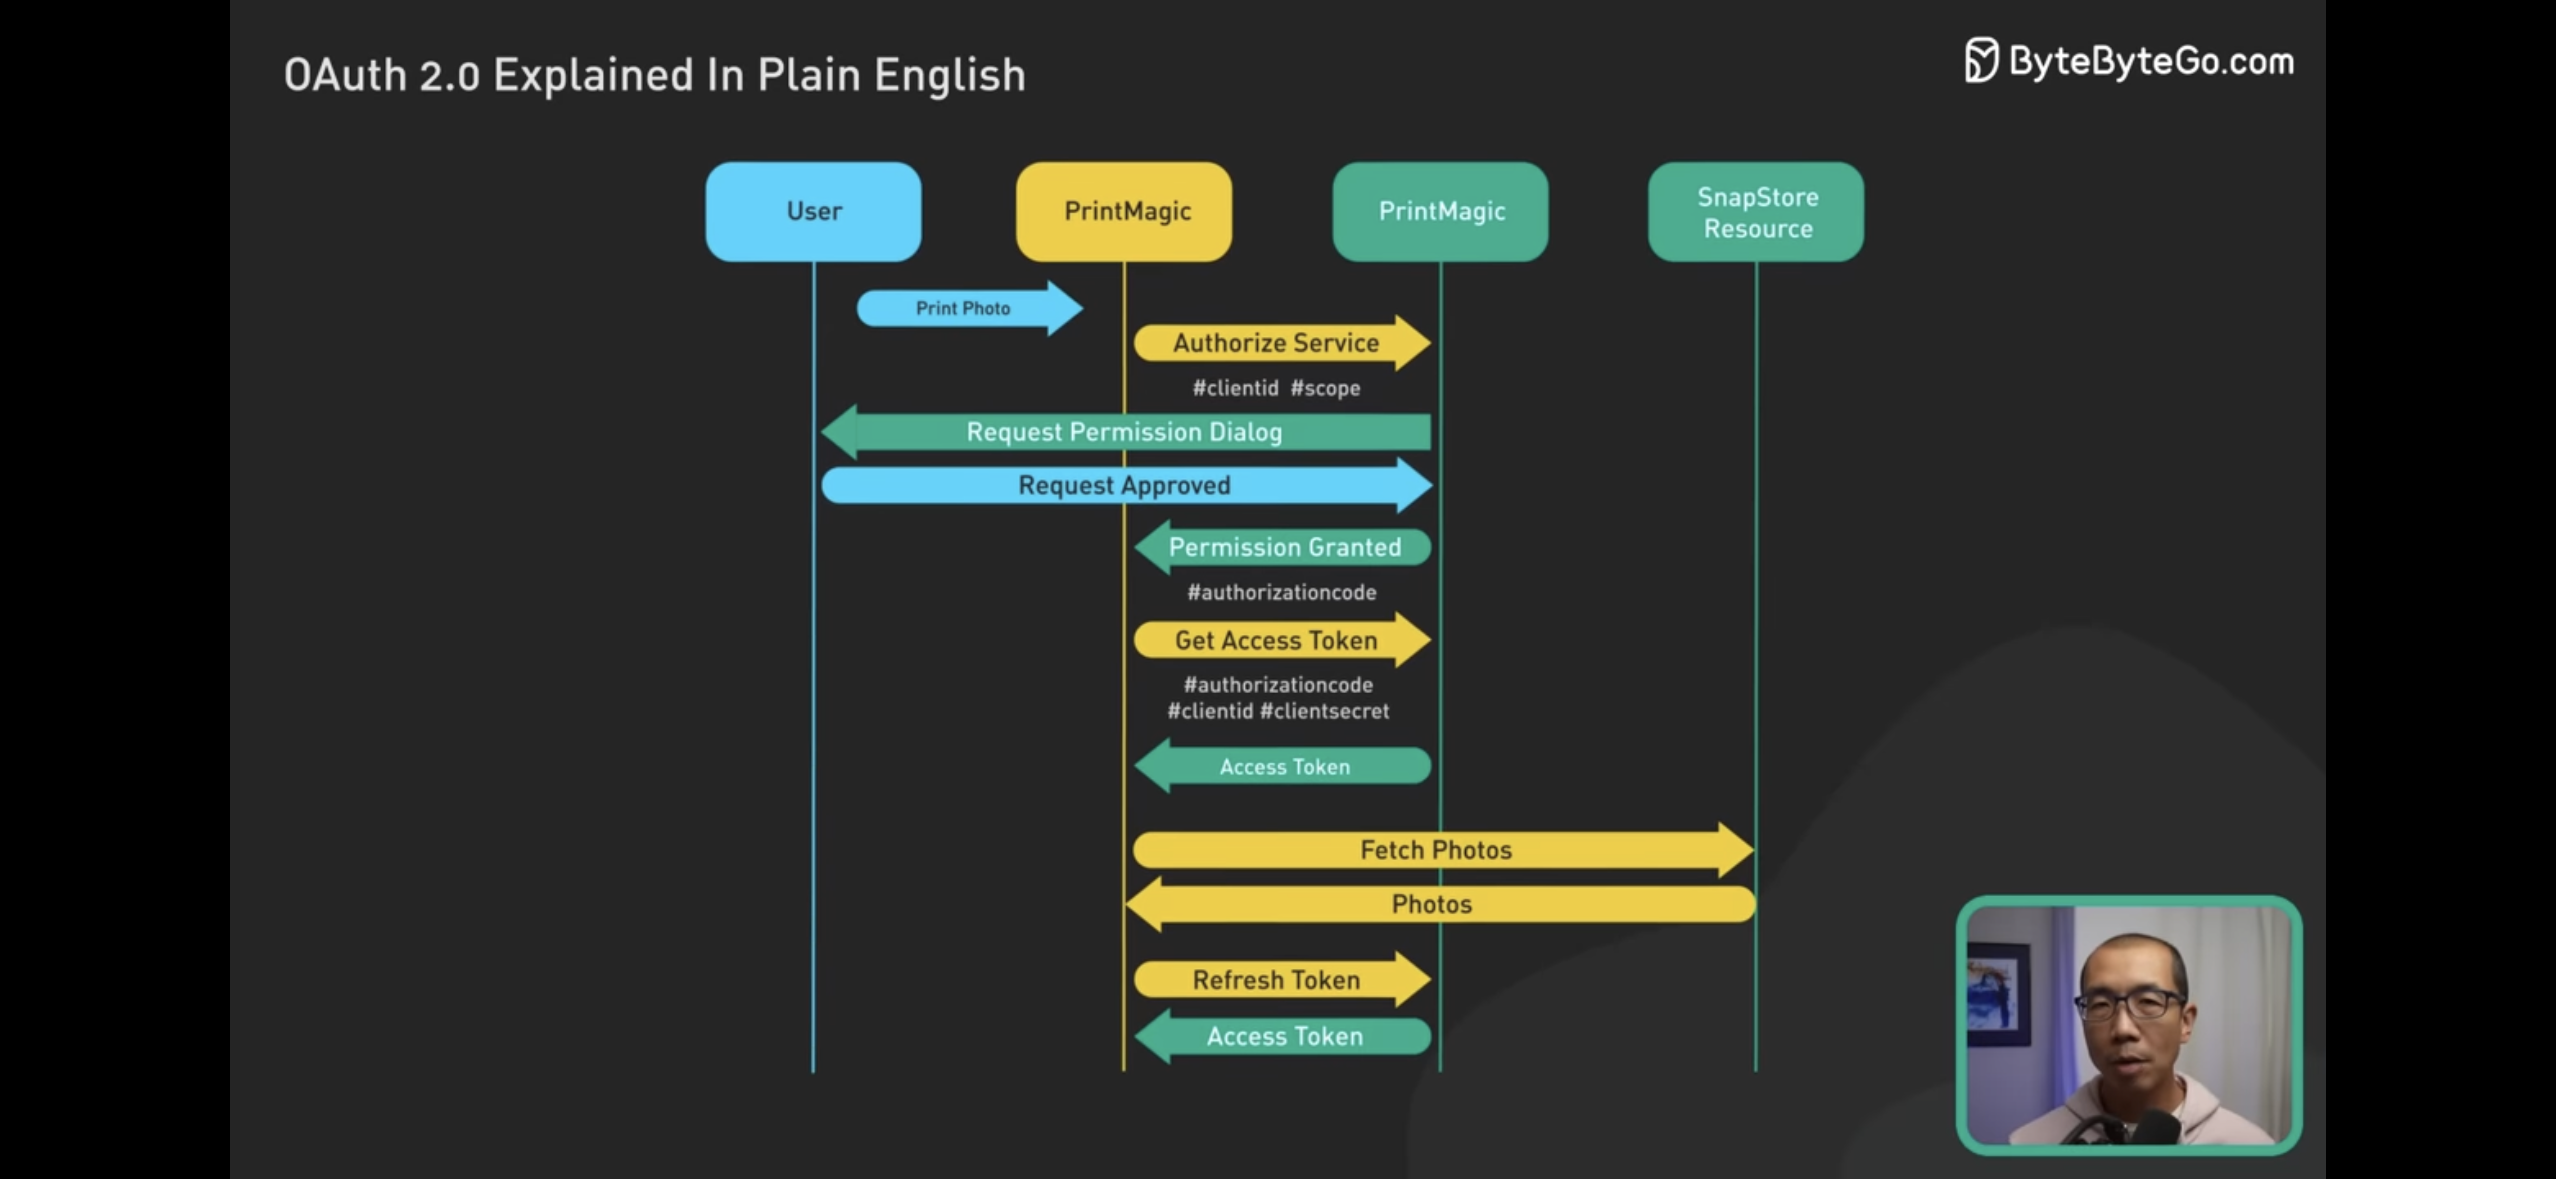 OAuth 2.0 Explained In Plain English
ByteByteGo.com
User
PrintMagic
PrintMagic
SnapStore
Resource
Print Photo
Authorize Service
#clientid #scope
Request Permission Dialog
Request Approved
Permission Granted
#authorizationcode
Get Access Token
#authorizationcode
#clientid #clientsecret
Access Token
Fetch Photos
Photos
Refresh Token
Access Token